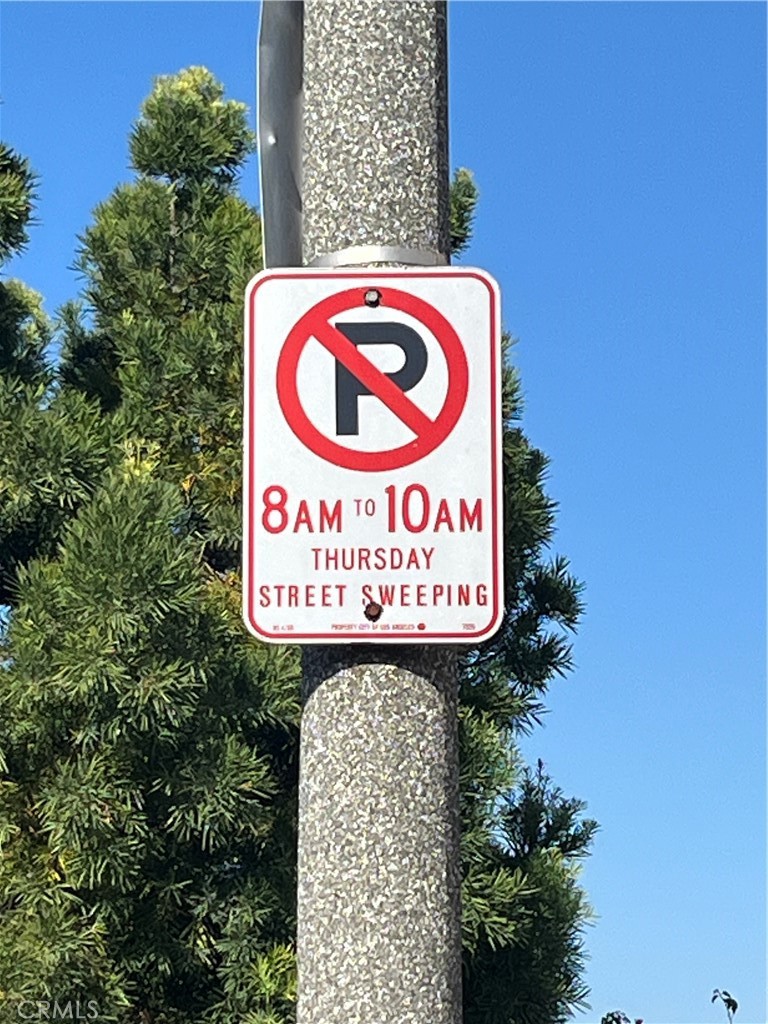 P
8AM TO 10AM
THURSDAY
STREET SWEEPING
PROPERTY CITY OF LOS ANGELES
CRMLS